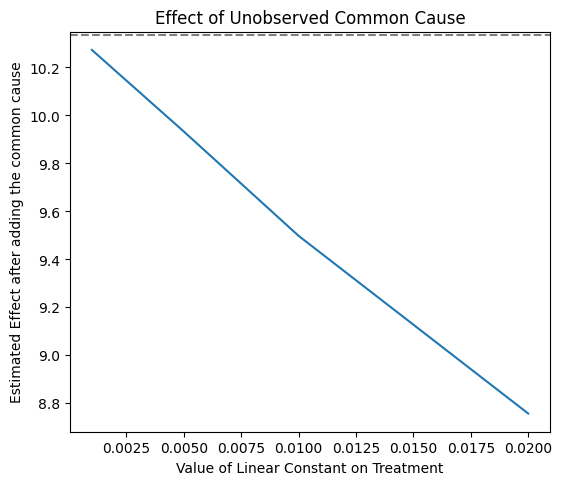 Effect of Unobserved Common Cause
Estimated Effect after adding the common cause
10.2
10.0
9.8
9.6
9.4
9.2
9.0
8.8
0.0025 0.0050 0.0075 0.0100 0.0125 0.0150 0.0175 0.0200
Value of Linear Constant on Treatment